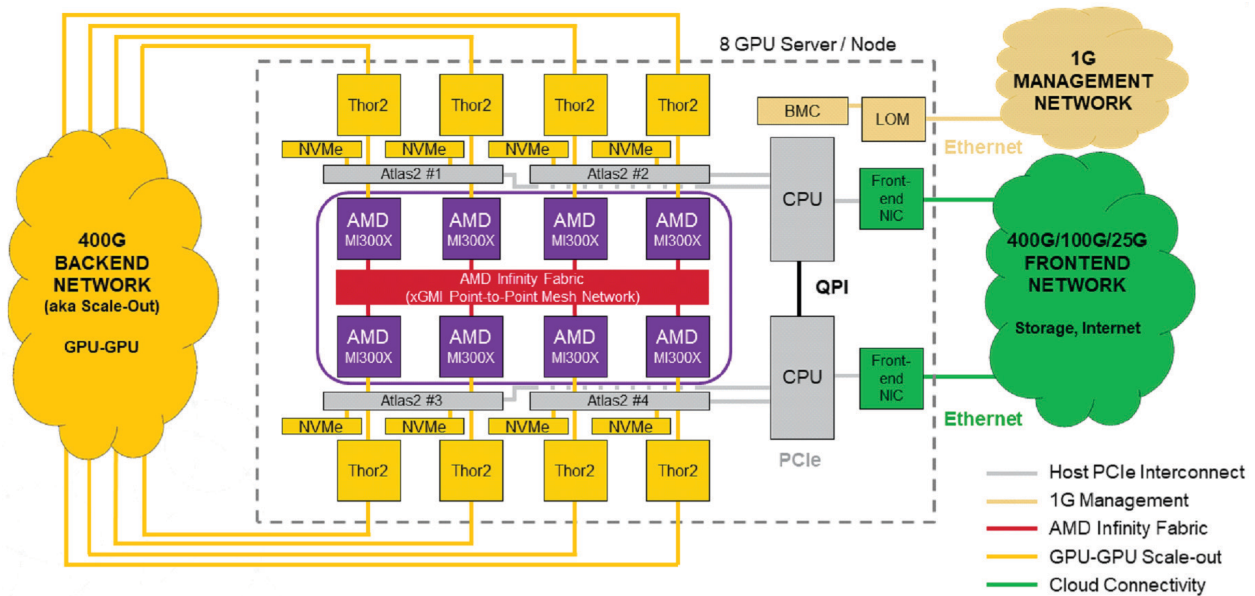 8 GPU Server / Node
1G
MANAGEMENT
NETWORK
Thor2
Thor2
Thor2
Thor2
BMC
LOM
Ethernet
NVMe
NVMe
NVMe
NVMe
Atlas2 #1
Atlas2 #2
CPU
Front-
end
NIC
AMD
MI300X
AMD
MI300X
AMD
MI300X
AMD
MI300X
400G
BACKEND
NETWORK
(aka Scale-Out)
GPU-GPU
400G/100G/25G
FRONTEND
NETWORK
Storage, Internet
AMD Infinity Fabric
(xGMI Point-to-Point Mesh Network)
QPI
AMD
MI300X
AMD
MI300X
AMD
MI300X
AMD
MI300X
CPU
Front-
end
NIC
Atlas2 #3
Atlas2 #4
NVMe
NVMe
NVMe
NVMe
Ethernet
Thor2
Thor2
Thor2
Thor2
PCIe
Host PCIe Interconnect
1G Management
AMD Infinity Fabric
GPU-GPU Scale-out
Cloud Connectivity